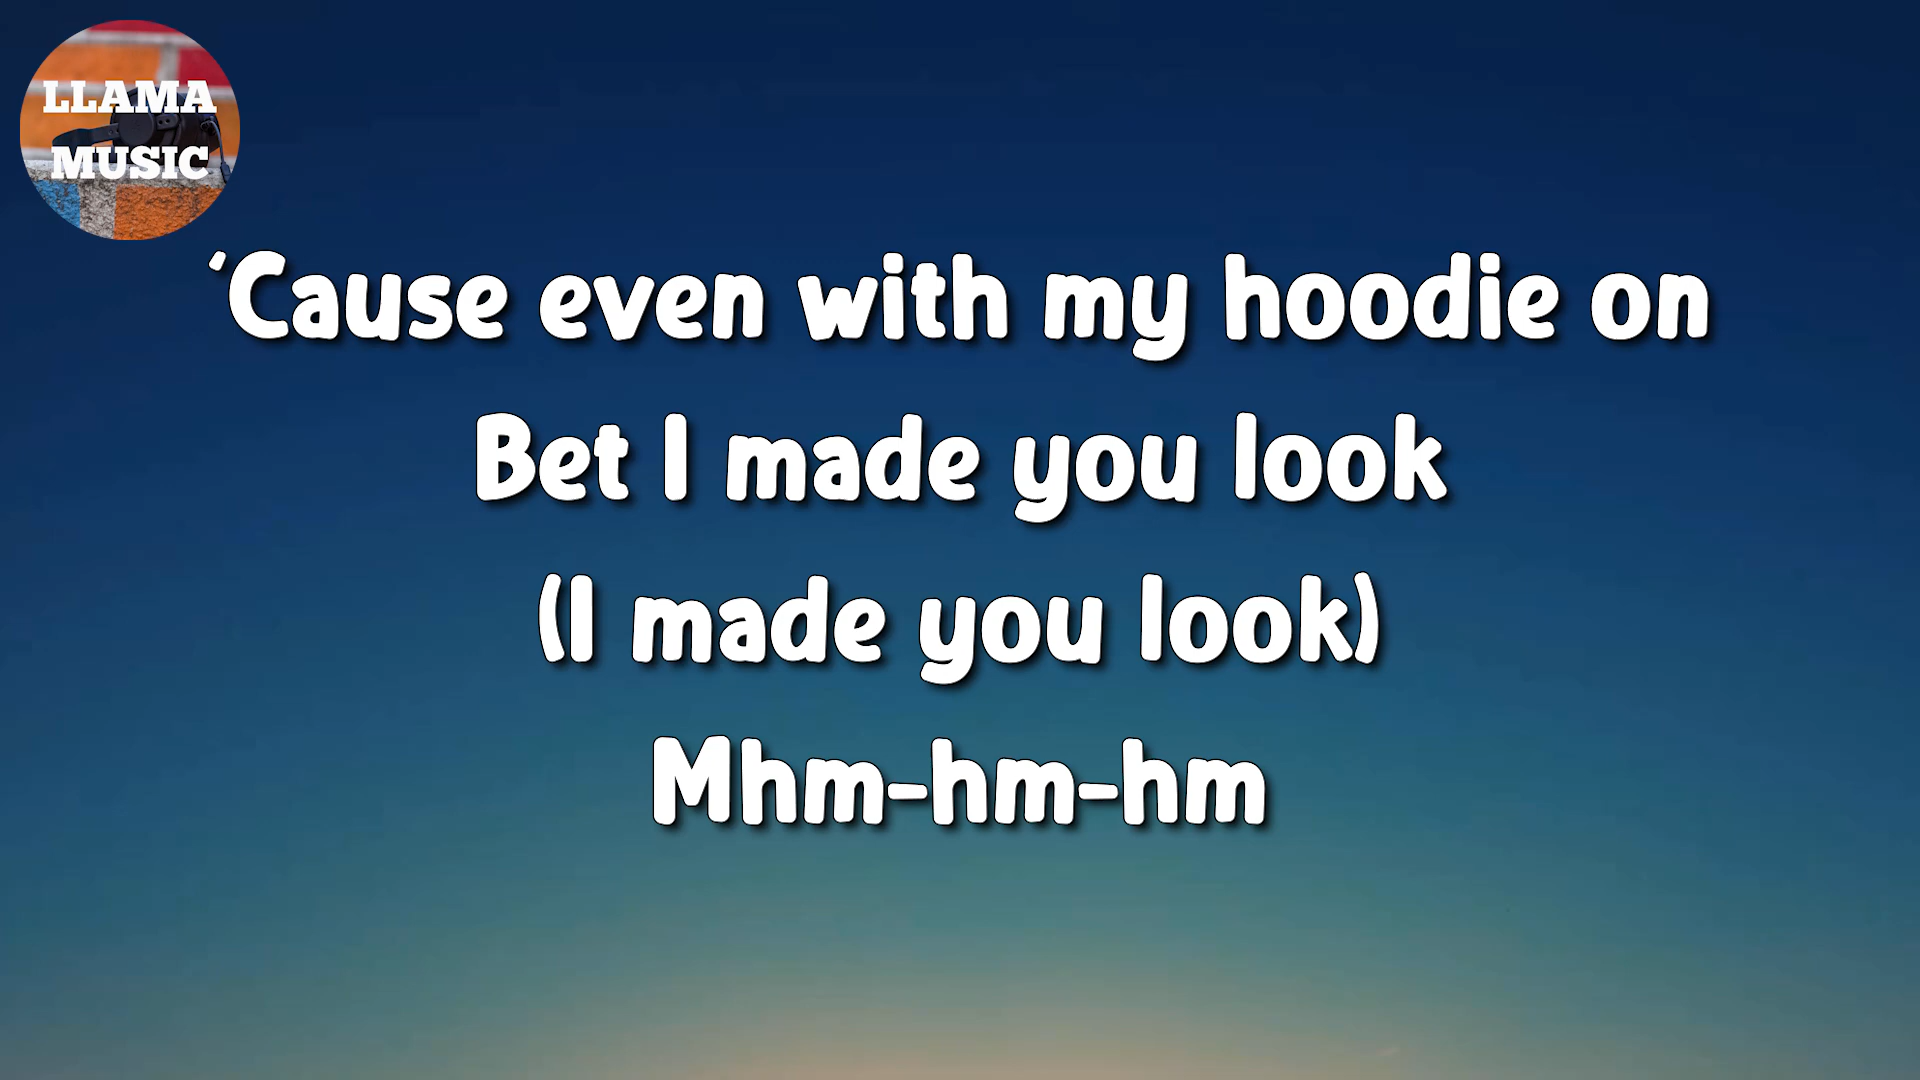 LLAMA
MUSIC
'Cause even with my hoodie on
Bet I made you look
(I made you look)
Mhm-hm-hm